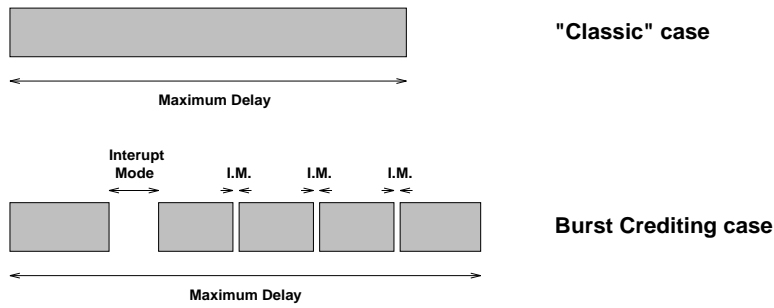 "Classic" case
Maximum Delay
Interupt
Mode
I.M.
I.M.
I.M.
Burst Crediting case
Maximum Delay